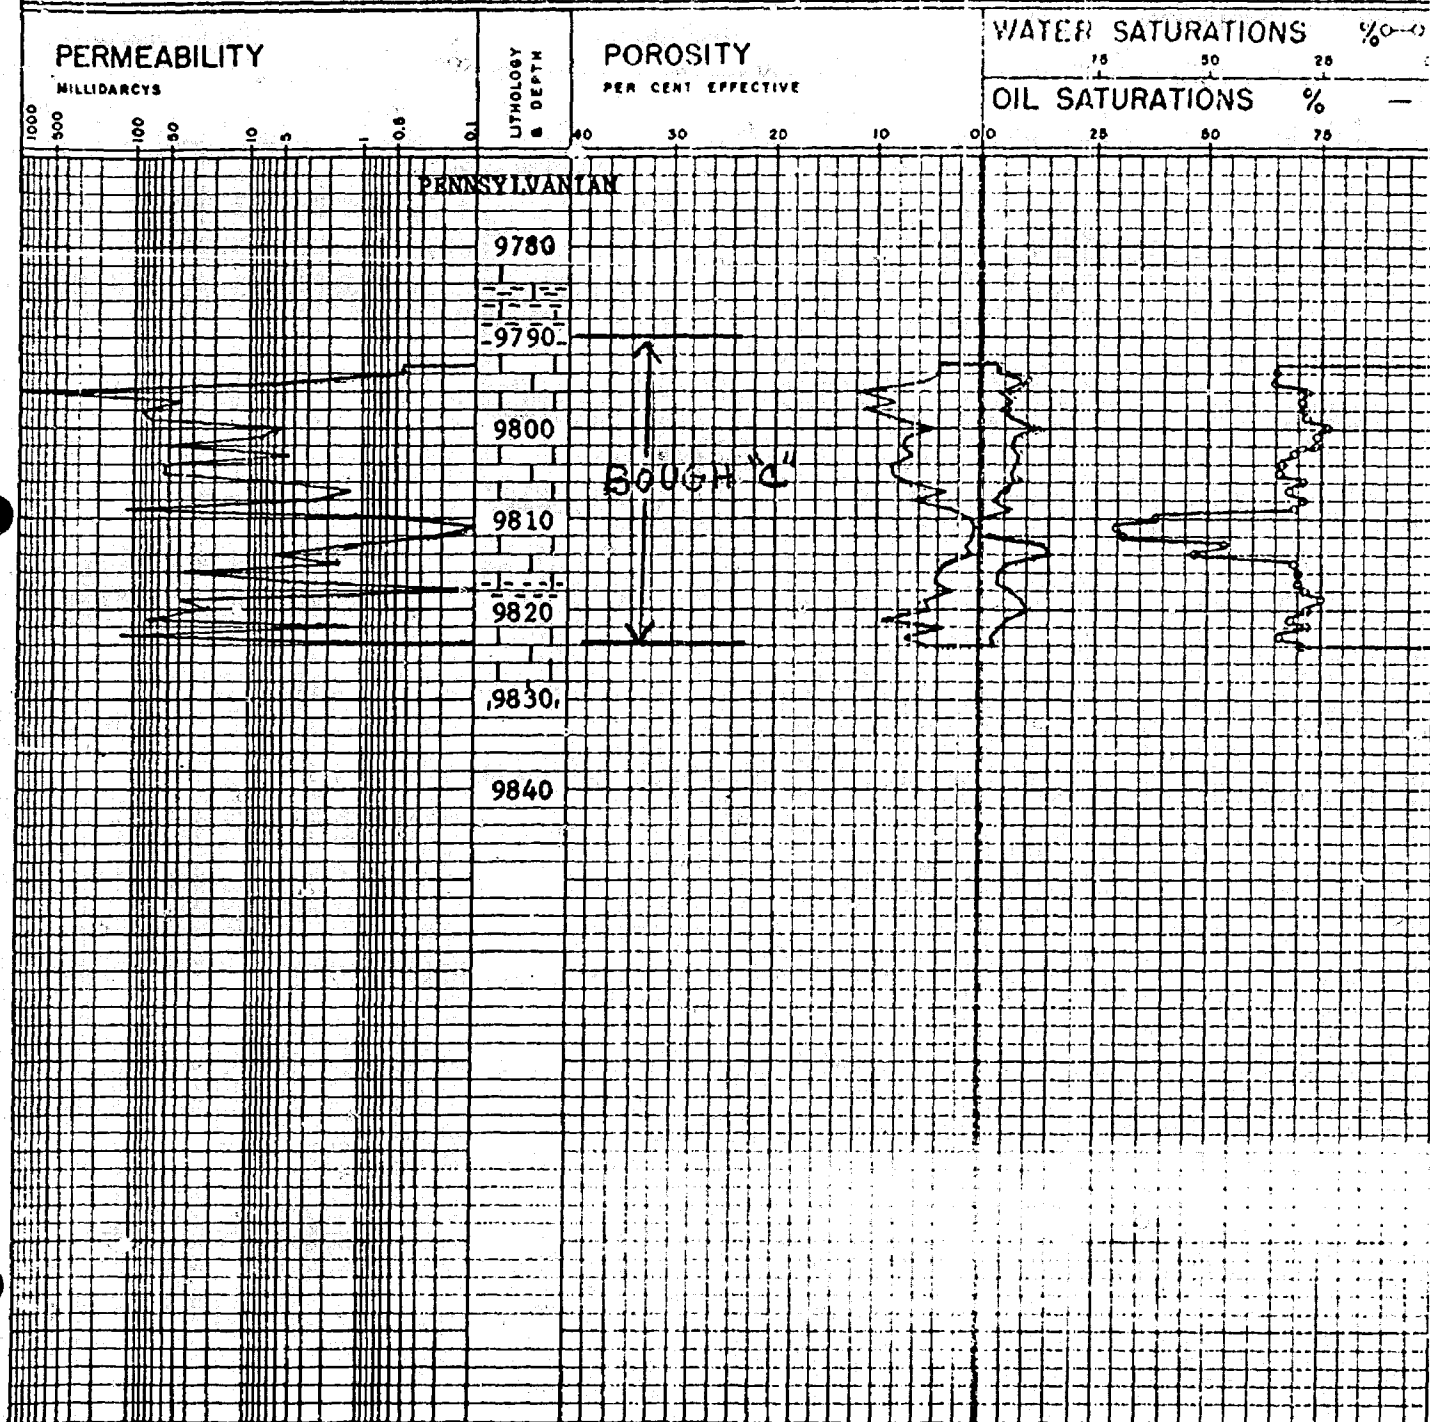 PERMEABILITY
MILLIDARCYS
1000 500 100 50 10 5 1 0.5 0.1
LITHOLOGY
& DEPTH
POROSITY
PER CENT EFFECTIVE
40 30 20 10 0
WATER SATURATIONS %
75 50 25
OIL SATURATIONS % —
0 25 50 75
PENNSYLVANIAN
9780
9790
9800
BOUGH "C"
9810
9820
9830
9840